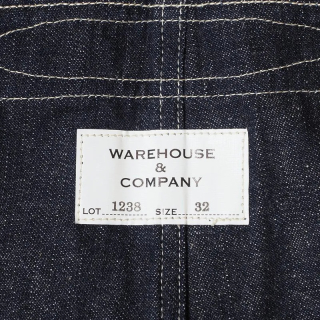 WAREHOUSE
&
COMPANY
LOT 1238 SIZE 32